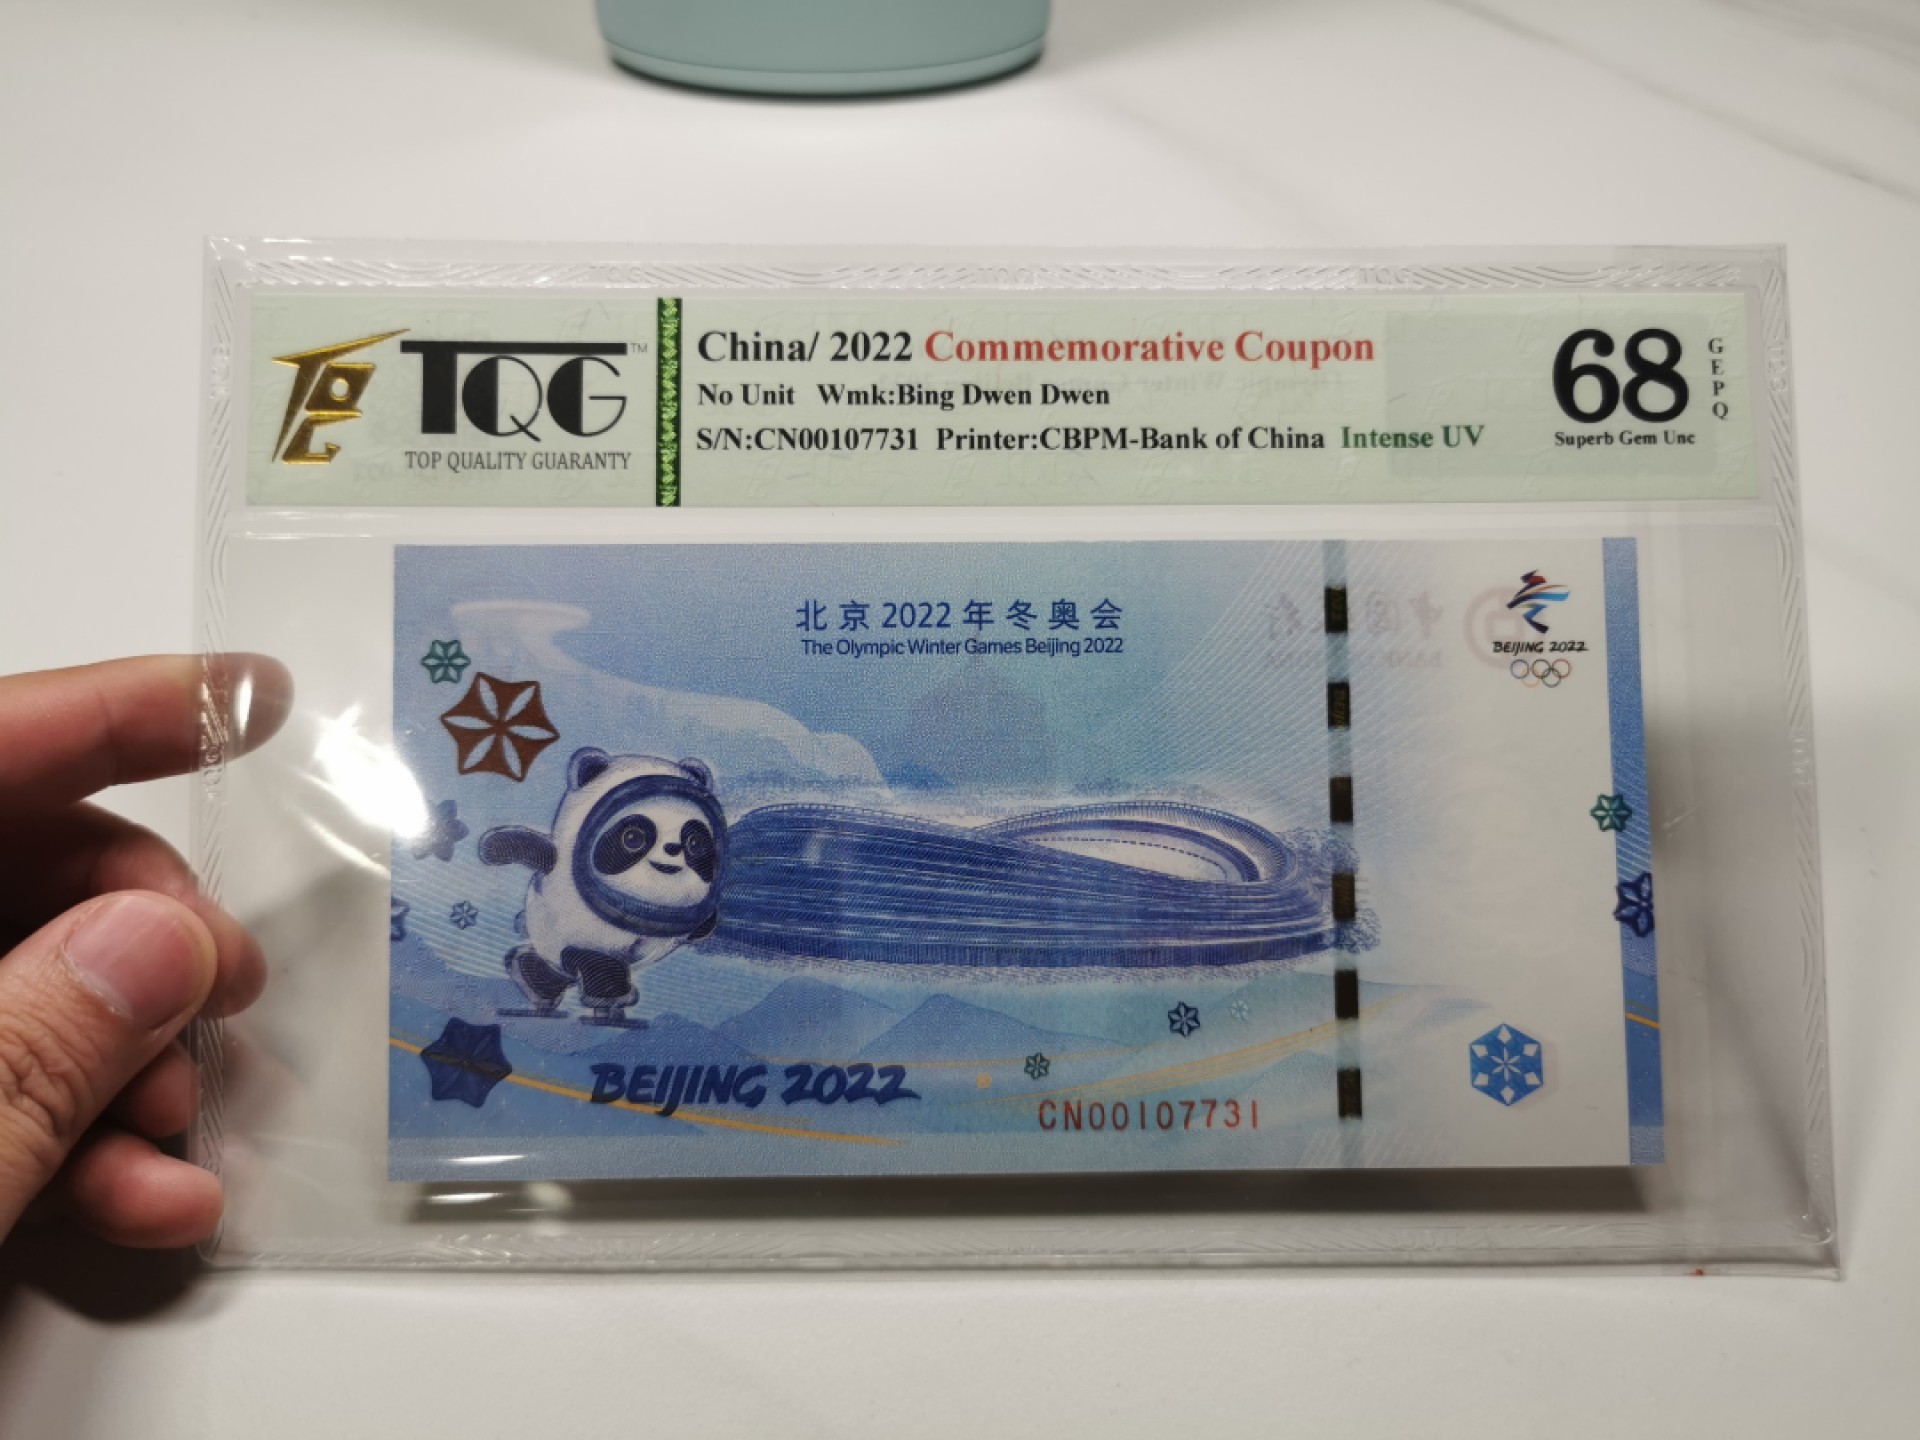 TQG™
TOP QUALITY GUARANTY
China/ 2022 Commemorative Coupon
No Unit Wmk:Bing Dwen Dwen
S/N:CN00107731 Printer:CBPM-Bank of China Intense UV
68
Superb Gem Unc
GEPQ
北京2022年冬奥会
The Olympic Winter Games Beijing 2022
BEIJING 2022
BEIJING 2022
CN00107731